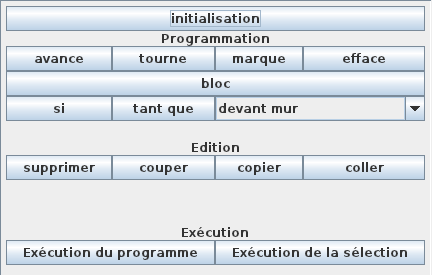 initialisation
Programmation
avance tourne marque efface
bloc
si tant que devant mur
Edition
supprimer couper copier coller
Exécution
Exécution du programme Exécution de la sélection